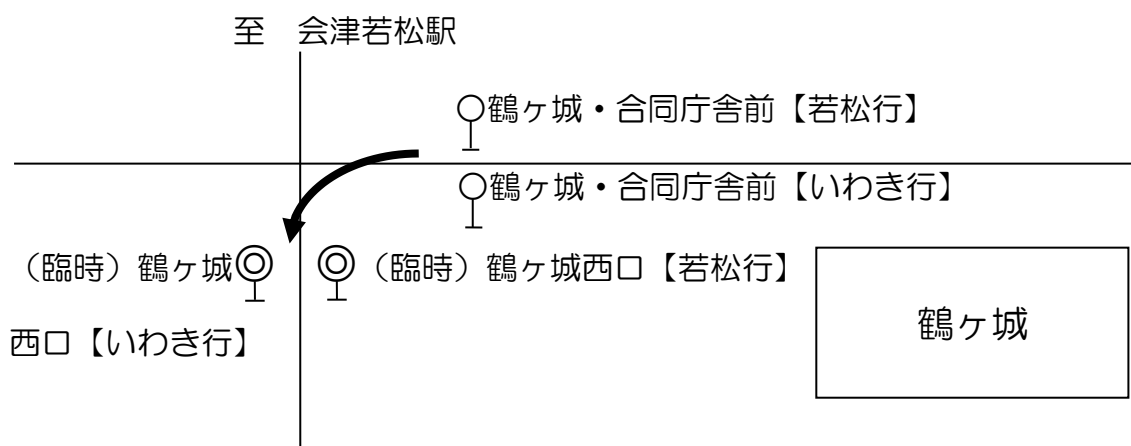 至　会津若松駅
鶴ヶ城・合同庁舎前【若松行】
鶴ヶ城・合同庁舎前【いわき行】
（臨時）鶴ヶ城
西口【いわき行】
（臨時）鶴ヶ城西口【若松行】
鶴ヶ城